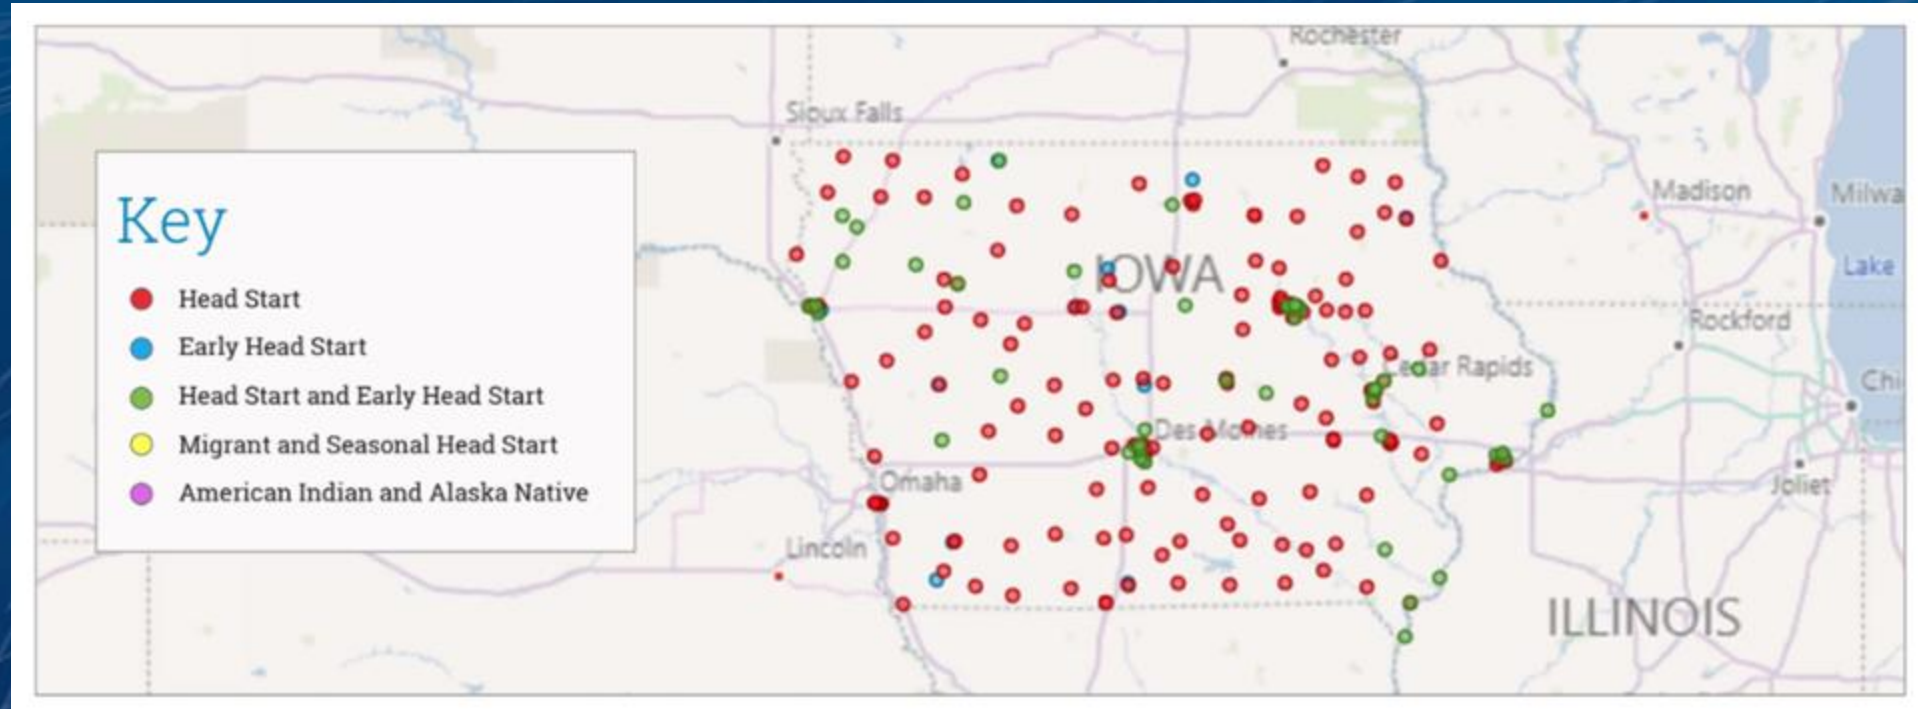 Rochester
Sioux Falls
Key
Madison
Milwa
Head Start
IOWA
Lake
Early Head Start
Rockford
Head Start and Early Head Start
Cedar Rapids
Chi
Migrant and Seasonal Head Start
Des Moines
American Indian and Alaska Native
Omaha
Joliet
Lincoln
ILLINOIS